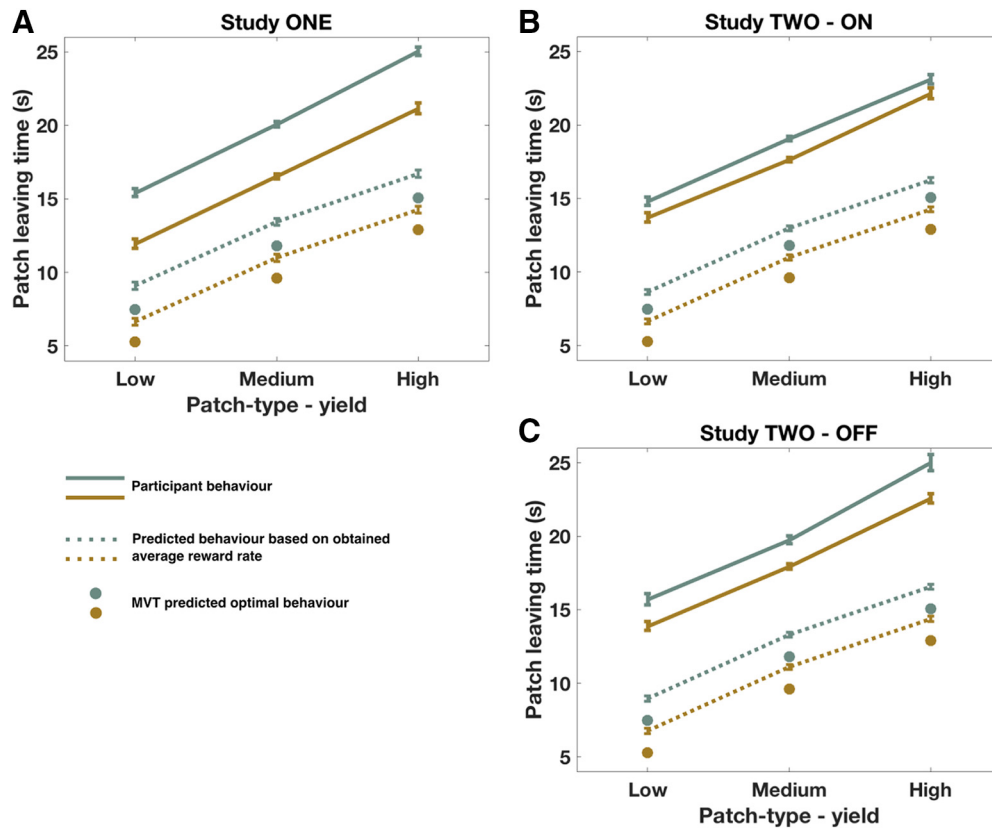 A
Study ONE
Patch leaving time (s)
25
20
15
10
5
Low Medium High
Patch-type - yield
B
Study TWO - ON
Patch leaving time (s)
25
20
15
10
5
Low Medium High
Participant behaviour
Predicted behaviour based on obtained
average reward rate
MVT predicted optimal behaviour
C
Study TWO - OFF
Patch leaving time (s)
25
20
15
10
5
Low Medium High
Patch-type - yield